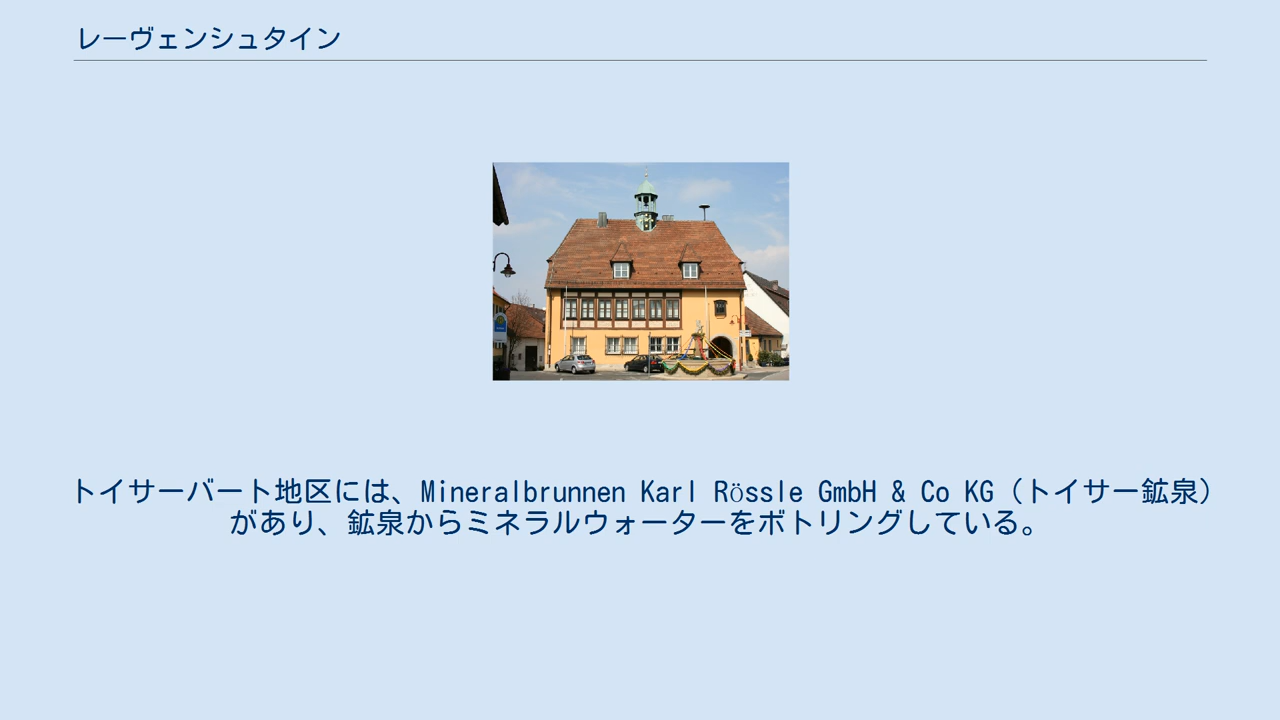 レーヴェンシュタイン
トイサーバート地区には、Mineralbrunnen Karl Rössle GmbH & Co KG（トイサー鉱泉）
があり、鉱泉からミネラルウォーターをボトリングしている。